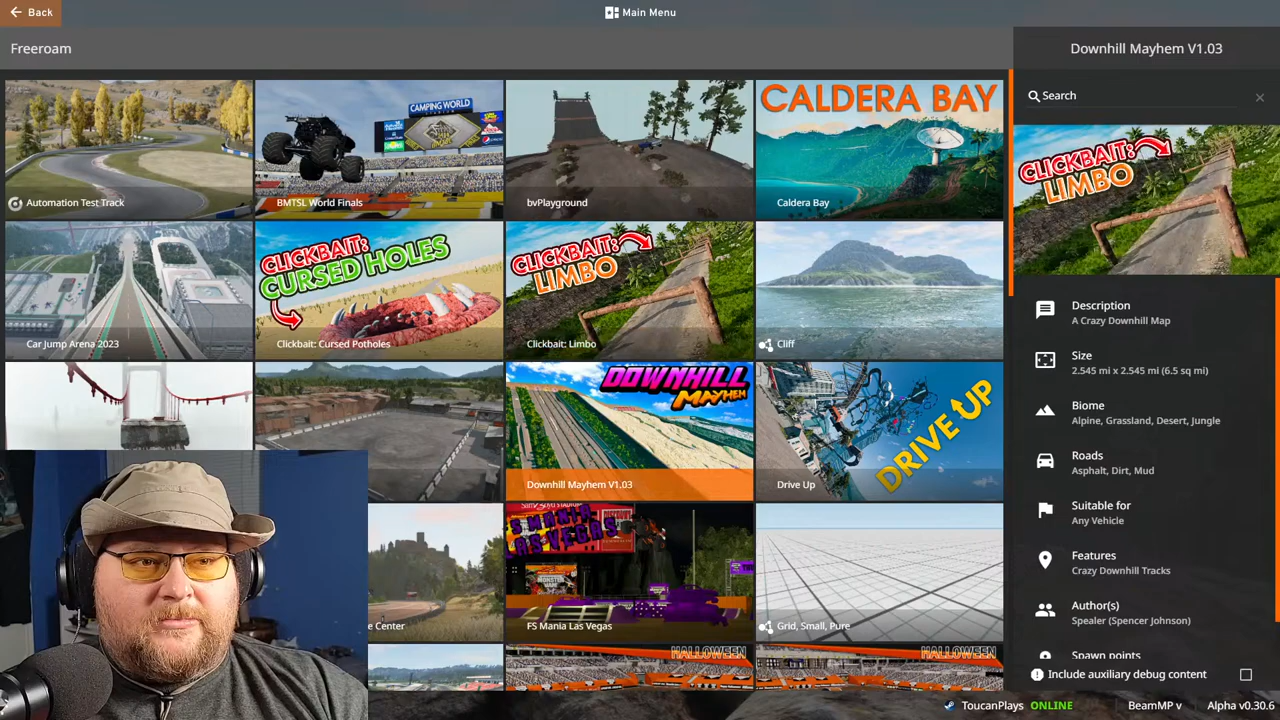 Back
Main Menu
Freeroam
Downhill Mayhem V1.03
Search
Automation Test Track
CAMPING WORLD
BMTSL World Finals
bvPlayground
CALDERA BAY
Caldera Bay
CLICKBAIT:
LIMBO
Car Jump Arena 2023
CLICKBAIT:
CURSED HOLES
Clickbait: Cursed Potholes
CLICKBAIT:
LIMBO
Clickbait: Limbo
Cliff
DOWNHILL
MAYHEM
Downhill Mayhem V1.03
DRIVE UP
Drive Up
e Center
S MANIA
LAS VEGAS
FS Mania Las Vegas
Grid, Small, Pure
HALLOWEEN
HALLOWEEN
Description
A Crazy Downhill Map
Size
2.545 mi x 2.545 mi (6.5 sq mi)
Biome
Alpine, Grassland, Desert, Jungle
Roads
Asphalt, Dirt, Mud
Suitable for
Any Vehicle
Features
Crazy Downhill Tracks
Author(s)
Spealer (Spencer Johnson)
Spawn points
Include auxiliary debug content
ToucanPlays ONLINE
BeamMP v
Alpha v0.30.6